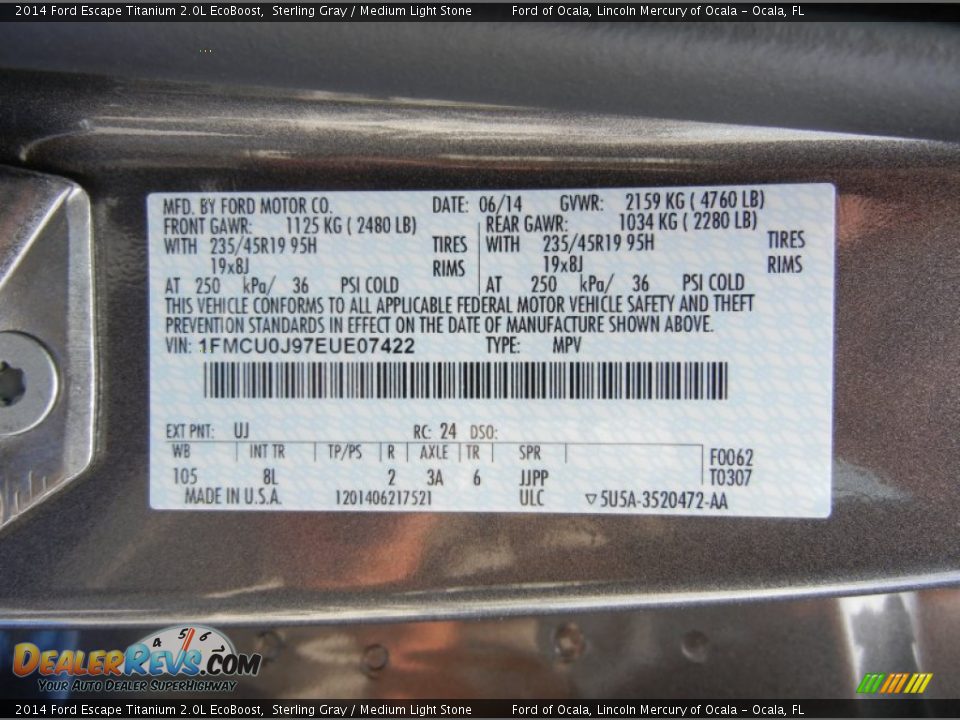 2014 Ford Escape Titanium 2.0L EcoBoost, Sterling Gray / Medium Light Stone Ford of Ocala, Lincoln Mercury of Ocala - Ocala, FL
MFD. BY FORD MOTOR CO. DATE: 06/14 GVWR: 2159 KG ( 4760 LB)
FRONT GAWR: 1125 KG ( 2480 LB) REAR GAWR: 1034 KG ( 2280 LB)
WITH 235/45R19 95H TIRES WITH 235/45R19 95H TIRES
19x8J RIMS 19x8J RIMS
AT 250 kPa/ 36 PSI COLD AT 250 kPa/ 36 PSI COLD
THIS VEHICLE CONFORMS TO ALL APPLICABLE FEDERAL MOTOR VEHICLE SAFETY AND THEFT
PREVENTION STANDARDS IN EFFECT ON THE DATE OF MANUFACTURE SHOWN ABOVE.
VIN: 1FMCU0J97EUE07422 TYPE: MPV
EXT PNT: UJ RC: 24 DSO:
WB INT TR TP/PS R AXLE TR SPR F0062
105 8L 2 3A 6 JJPP T0307
MADE IN U.S.A. 1201406217521 ULC ▽5U5A-3520472-AA
4 5 6
DEALERREVS.COM
YOUR AUTO DEALER SUPERHIGHWAY
2014 Ford Escape Titanium 2.0L EcoBoost, Sterling Gray / Medium Light Stone Ford of Ocala, Lincoln Mercury of Ocala - Ocala, FL